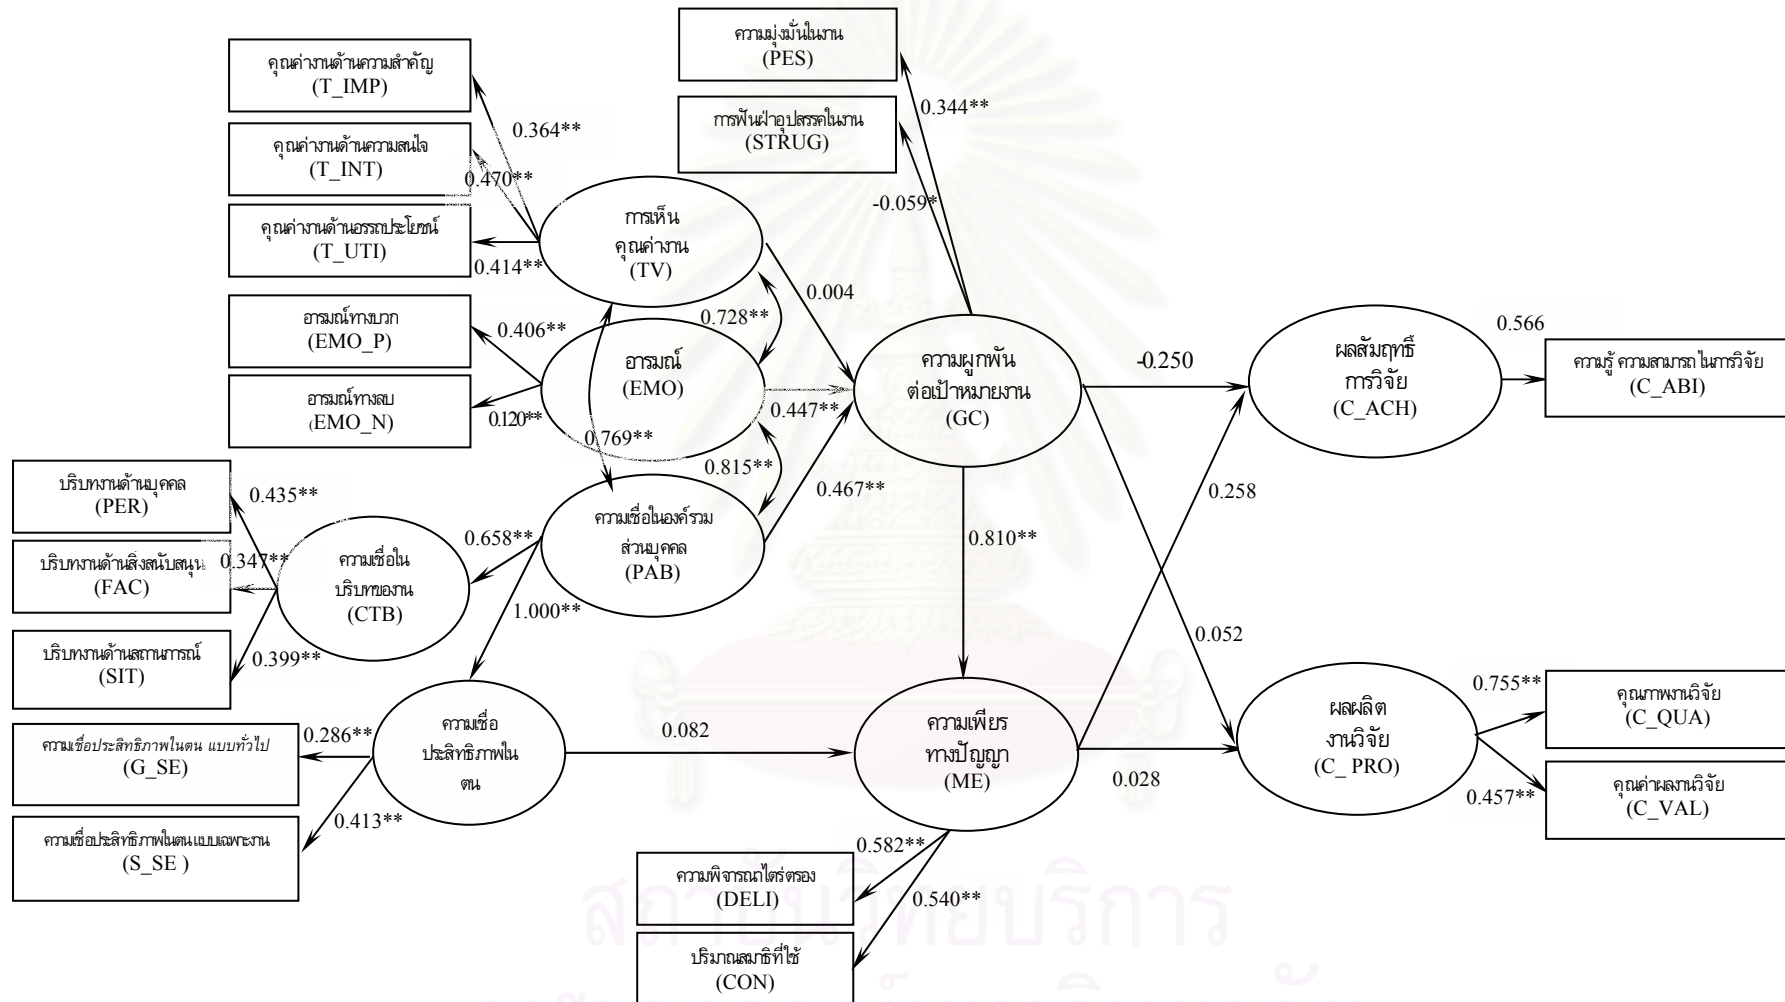 ความมุ่งมั่นในงาน
(PES)
คุณค่างานด้านความสำคัญ
(T_IMP)
0.344**
การฟันฝ่าอุปสรรคในงาน
(STRUG)
0.364**
คุณค่างานด้านความสนใจ
(T_INT)
0.470**
-0.059*
คุณค่างานด้านอรรถประโยชน์
(T_UTI)
0.414**
การเห็น
คุณค่างาน
(TV)
0.004
อารมณ์ทางบวก
(EMO_P)
0.406**
0.728**
อารมณ์
(EMO)
ความผูกพัน
ต่อเป้าหมายงาน
(GC)
-0.250
ผลสัมฤทธิ์
การวิจัย
(C_ACH)
0.566
ความรู้ ความสามารถ ในการวิจัย
(C_ABI)
อารมณ์ทางลบ
(EMO_N)
0.120**
0.447**
0.769**
0.815**
0.467**
0.258
บริบทงานด้านบุคคล
(PER)
0.435**
ความเชื่อในองค์รวม
ส่วนบุคคล
(PAB)
0.658**
0.810**
บริบทงานด้านสิ่งสนับสนุน
(FAC)
0.347**
ความเชื่อใน
บริบทของงาน
(CTB)
1.000**
0.052
บริบทงานด้านสถานการณ์
(SIT)
0.399**
ความเชื่อประสิทธิภาพในตน แบบทั่วไป
(G_SE)
0.286**
ความเชื่อ
ประสิทธิภาพใน
ตน
0.082
ความเพียร
ทางปัญญา
(ME)
0.028
ผลผลิต
งานวิจัย
(C_ PRO)
0.755**
คุณภาพงานวิจัย
(C_QUA)
0.457**
คุณค่าผลงานวิจัย
(C_VAL)
0.413**
ความเชื่อประสิทธิภาพในตนแบบเฉพาะงาน
(S_SE )
0.582**
ความพิจารณาไตร่ตรอง
(DELI)
0.540**
ปริมาณสมาธิที่ใช้
(CON)
สถาบันวิทยบริการ